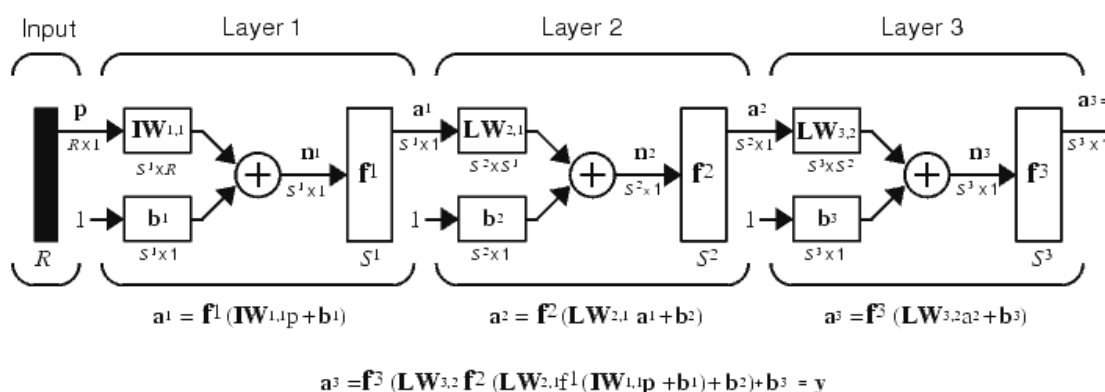 Input Layer 1 Layer 2 Layer 3
p a¹ a² a³ =
IW1,1 LW2,1 LW3,2
R×1 S¹×1 S²×1 S³×1
S¹×R n1 S²×S¹ n2 S³×S² n3
f1 f2 f3
S¹×1 S²×1 S³×1
1 b1 1 b2 1 b3
R S¹×1 S¹ S²×1 S² S³×1 S³
a1 = f1 (IW1,1p+b1) a2 = f2 (LW2,1 a1+b2) a3 =f3 (LW3,2a2+b3)
a3 =f3 (LW3,2 f2 (LW2,1f1(IW1,1p +b1)+b2)+b3 = y